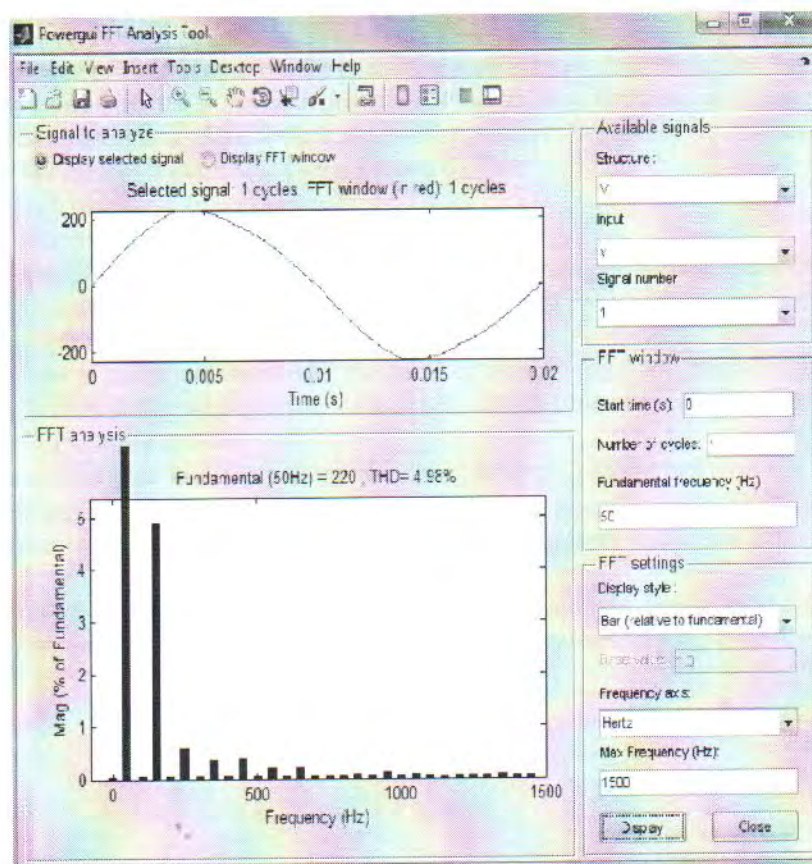 Powergui FFT Analysis Tool.
File Edit View Insert Tools Desktop Window Help
Signal to analyze
Display selected signal
Display FFT window
Selected signal: 1 cycles. FFT window (in red): 1 cycles
200
0
-200
0
0.005
0.01
0.015
0.02
Time (s)
FFT analysis
Fundamental (50Hz) = 220 , THD= 4.98%
5
4
3
2
1
0
Mag (% of Fundamental)
0
500
1000
1500
Frequency (Hz)
Available signals
Structure :
V
Input
v
Signal number
1
FFT window
Start time (s): 0
Number of cycles:
Fundamental frequency (Hz)
50
FFT settings
Display style :
Bar (relative to fundamental)
Base value:
Frequency axis:
Hertz
Max Frequency (Hz):
1500
Display
Close